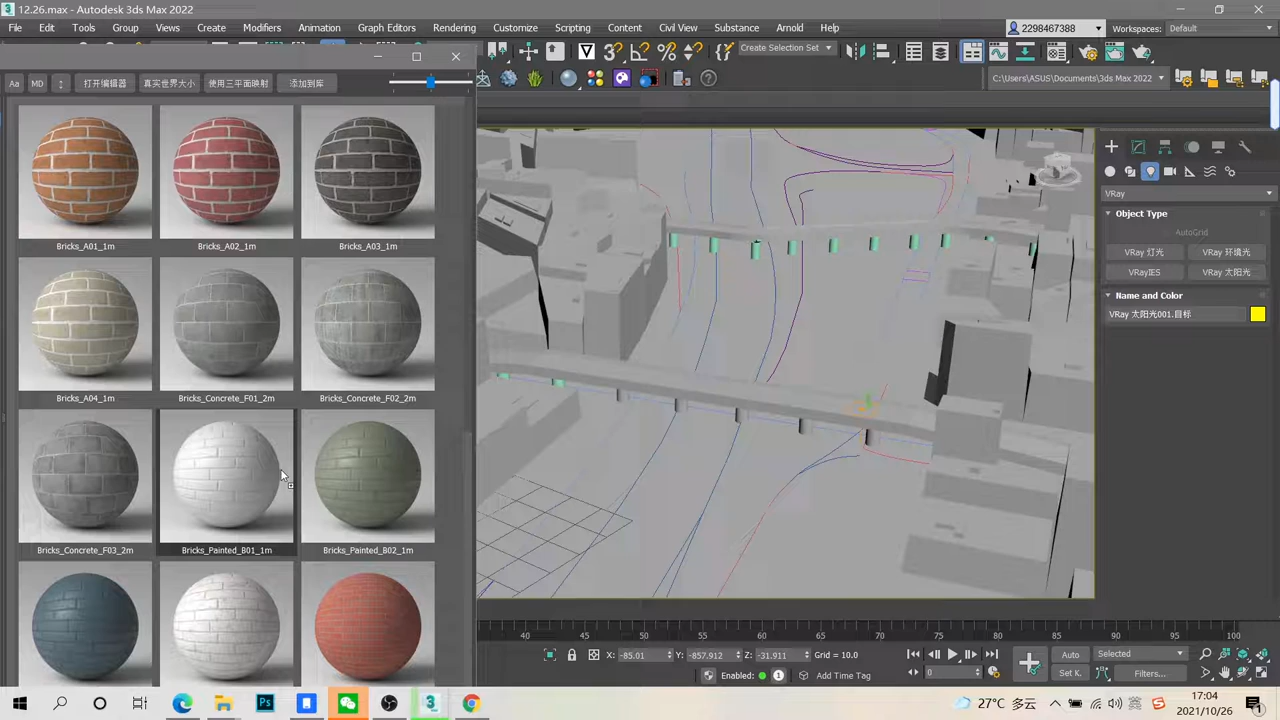 12.26.max - Autodesk 3ds Max 2022
File Edit Tools Group Views Create Modifiers Animation Graph Editors Rendering Customize Scripting Content Civil View Substance Arnold Help
2298467388 Workspaces: Default
Create Selection Set
C:\Users\ASUS\Documents\3ds Max 2022
Aa MD 打开编辑器 真实世界大小 使用三平面映射 添加到库
Bricks_A01_1m Bricks_A02_1m Bricks_A03_1m
Bricks_A04_1m Bricks_Concrete_F01_2m Bricks_Concrete_F02_2m
Bricks_Concrete_F03_2m Bricks_Painted_B01_1m Bricks_Painted_B02_1m
VRay
Object Type
AutoGrid
VRay 灯光 VRay 环境光
VRayIES VRay 太阳光
Name and Color
VRay 太阳光001.目标
40 45 50 55 60 65 70 75 80 85 90 95 100
X: -85.01 Y: -857.912 Z: -31.911 Grid = 10.0
Auto Selected
Enabled: 1 Add Time Tag
0
Set K. Filters...
27°C 多云
英
17:04
2021/10/26
1